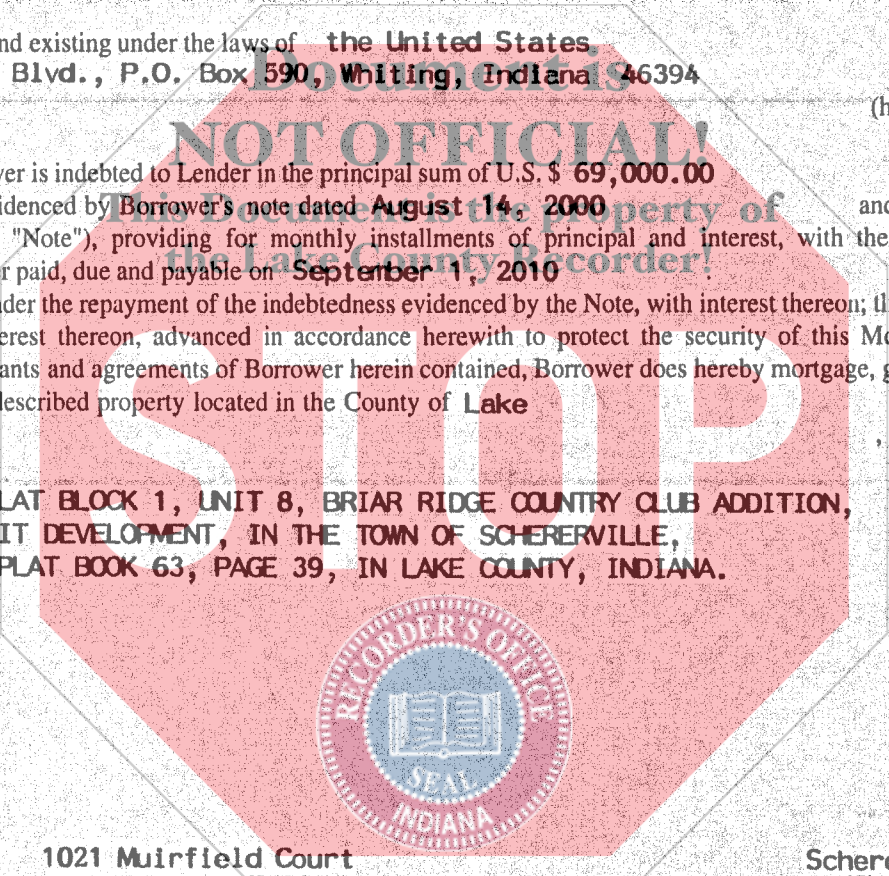 nd existing under the laws of the United States
Blvd., P.O. Box 590, Whiting, Indiana 46394
(h
Document is
NOT OFFICIAL!
This Document is the property of
the Lake County Recorder!
er is indebted to Lender in the principal sum of U.S. $ 69,000.00
idenced by Borrower's note dated August 14, 2000 and
"Note"), providing for monthly installments of principal and interest, with the
r paid, due and payable on September 1, 2010 .
nder the repayment of the indebtedness evidenced by the Note, with interest thereon; th
erest thereon, advanced in accordance herewith to protect the security of this Mo
ants and agreements of Borrower herein contained, Borrower does hereby mortgage, g
described property located in the County of Lake
,
STOP
LAT BLOCK 1, UNIT 8, BRIAR RIDGE COUNTRY CLUB ADDITION,
IT DEVELOPMENT, IN THE TOWN OF SCHERERVILLE,
PLAT BOOK 63, PAGE 39, IN LAKE COUNTY, INDIANA.
RECORDER'S OFFICE
SEAL
INDIANA
1021 Muirfield Court Schere